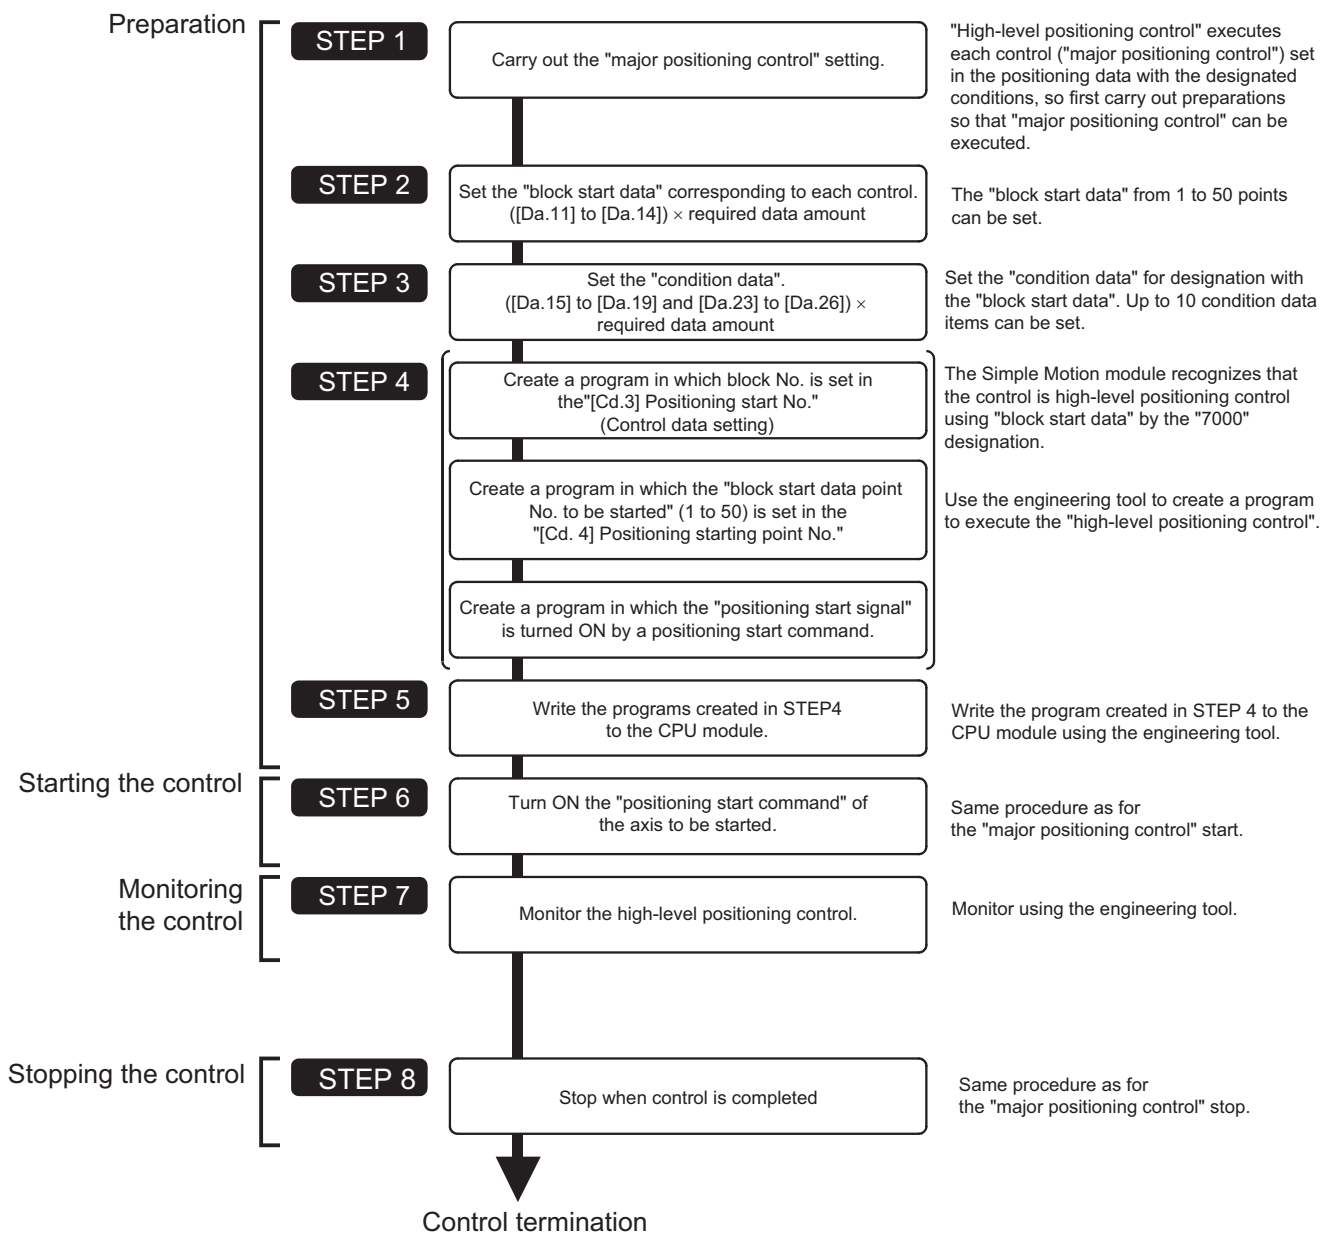 Preparation
STEP 1
Carry out the "major positioning control" setting.
"High-level positioning control" executes
each control ("major positioning control") set
in the positioning data with the designated
conditions, so first carry out preparations
so that "major positioning control" can be
executed.
STEP 2
Set the "block start data" corresponding to each control.
([Da.11] to [Da.14]) × required data amount
The "block start data" from 1 to 50 points
can be set.
STEP 3
Set the "condition data".
([Da.15] to [Da.19] and [Da.23] to [Da.26]) ×
required data amount
Set the "condition data" for designation with
the "block start data". Up to 10 condition data
items can be set.
STEP 4
Create a program in which block No. is set in
the"[Cd.3] Positioning start No."
(Control data setting)
The Simple Motion module recognizes that
the control is high-level positioning control
using "block start data" by the "7000"
designation.
Create a program in which the "block start data point
No. to be started" (1 to 50) is set in the
"[Cd. 4] Positioning starting point No."
Use the engineering tool to create a program
to execute the "high-level positioning control".
Create a program in which the "positioning start signal"
is turned ON by a positioning start command.
STEP 5
Write the programs created in STEP4
to the CPU module.
Write the program created in STEP 4 to the
CPU module using the engineering tool.
Starting the control
STEP 6
Turn ON the "positioning start command" of
the axis to be started.
Same procedure as for
the "major positioning control" start.
Monitoring
the control
STEP 7
Monitor the high-level positioning control.
Monitor using the engineering tool.
Stopping the control
STEP 8
Stop when control is completed
Same procedure as for
the "major positioning control" stop.
Control termination